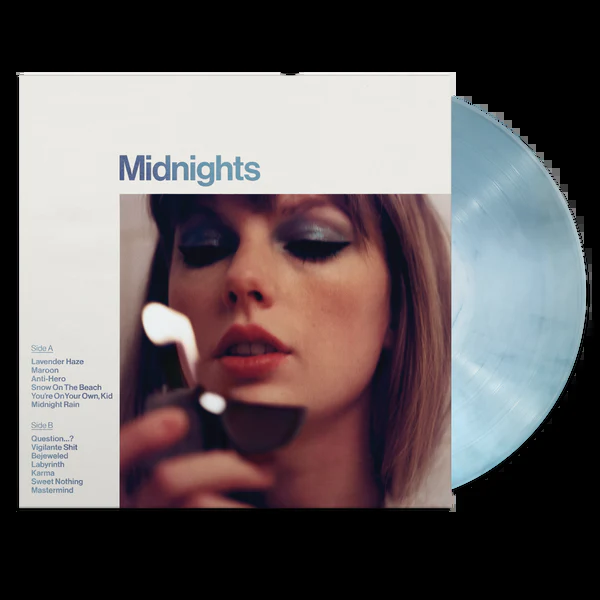 Midnights
Side A
Lavender Haze
Maroon
Anti-Hero
Snow On The Beach
You're On Your Own, Kid
Midnight Rain
Side B
Question...?
Vigilante Shit
Bejeweled
Labyrinth
Karma
Sweet Nothing
Mastermind